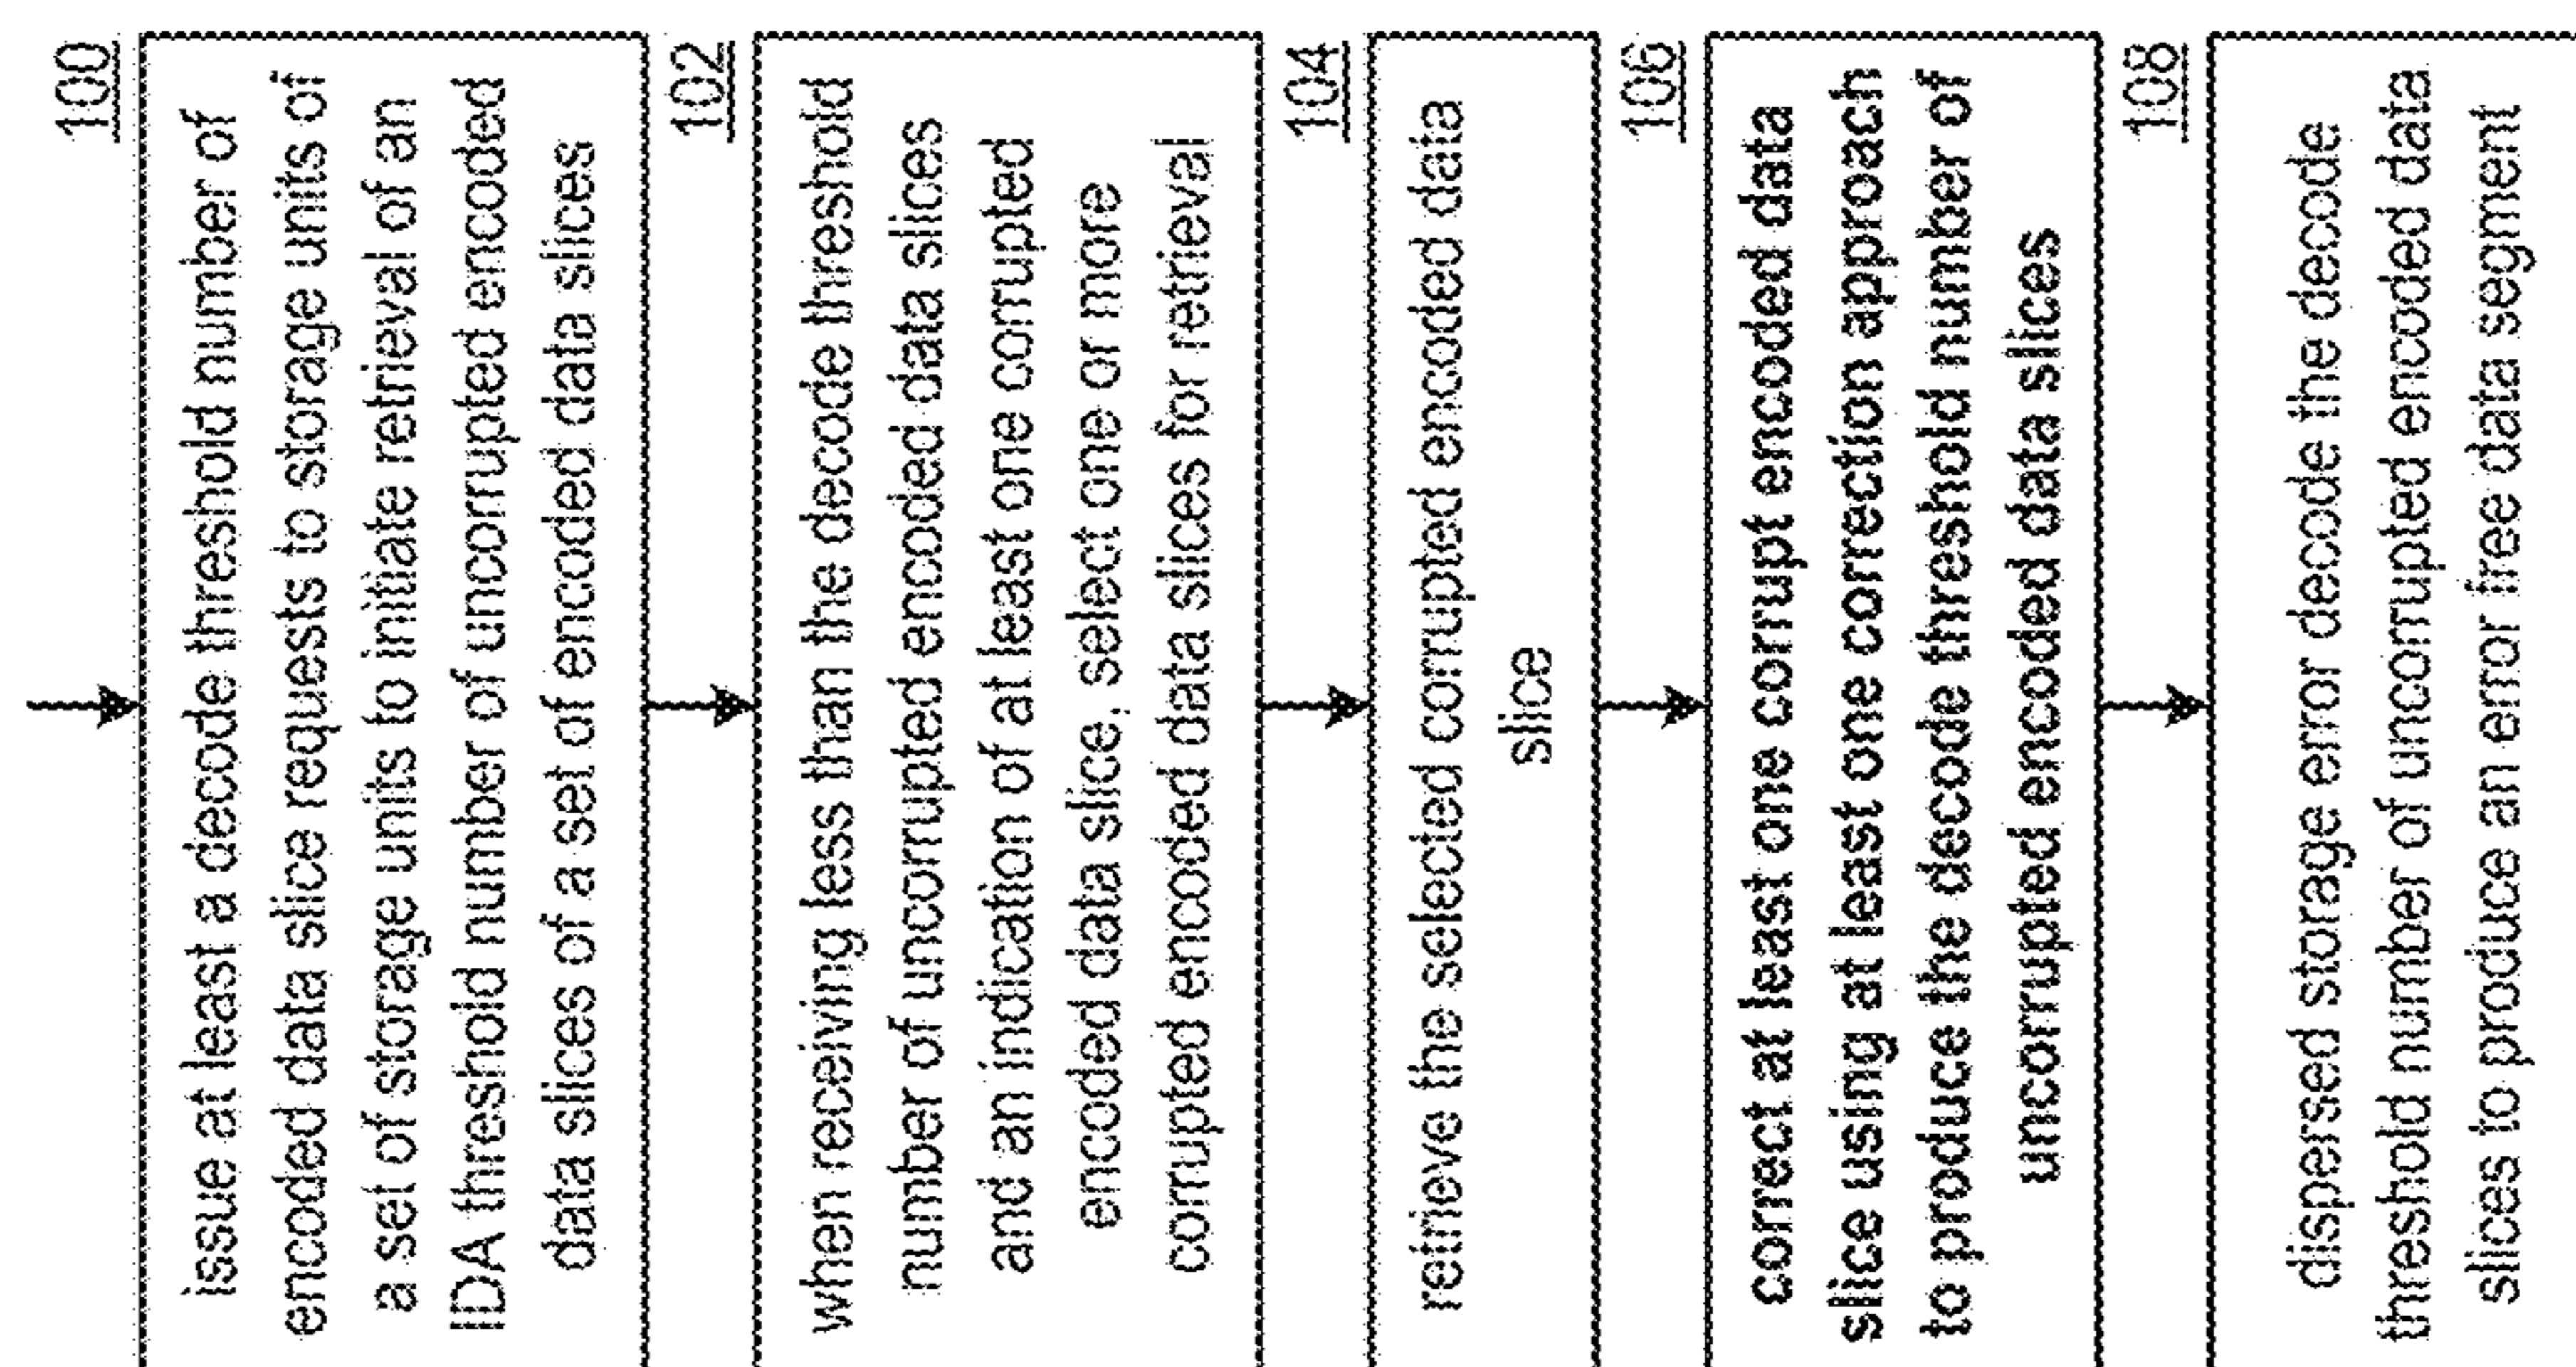 100
issue at least a decode threshold number of
encoded data slice requests to storage units of
a set of storage units to initiate retrieval of an
IDA threshold number of uncorrupted encoded
data slices of a set of encoded data slices
102
when receiving less than the decode threshold
number of uncorrupted encoded data slices
and an indication of at least one corrupted
encoded data slice, select one or more
corrupted encoded data slices for retrieval
104
retrieve the selected corrupted encoded data
slice
106
correct at least one corrupt encoded data
slice using at least one correction approach
to produce the decode threshold number of
uncorrupted encoded data slices
108
dispersed storage error decode the decode
threshold number of uncorrupted encoded data
slices to produce an error free data segment